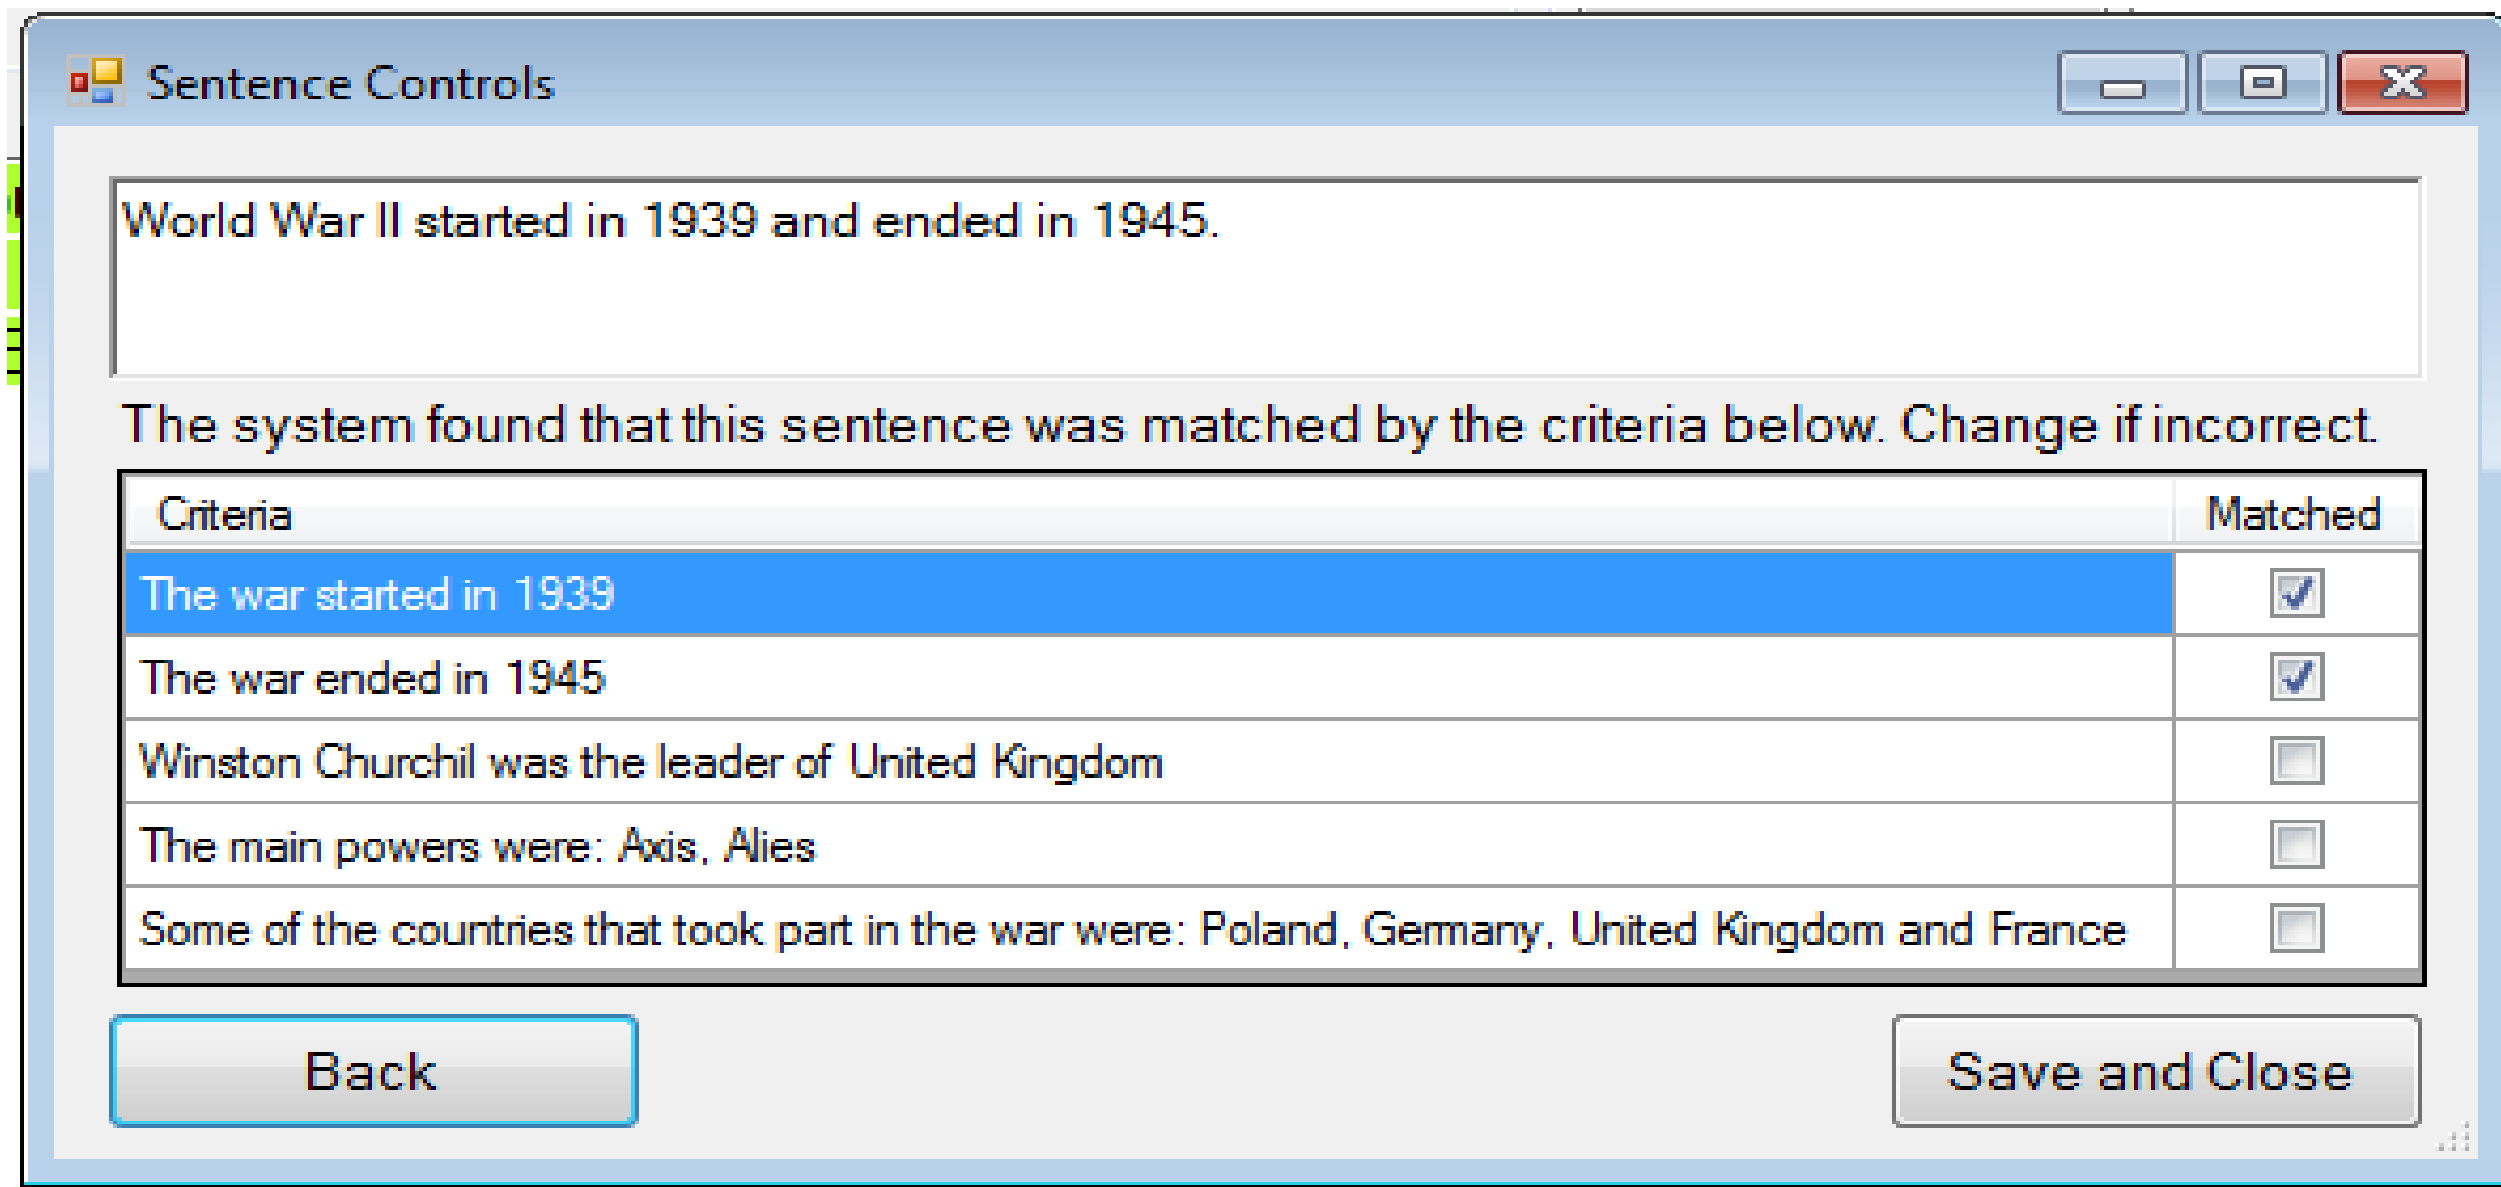 Sentence Controls
World War II started in 1939 and ended in 1945.
The system found that this sentence was matched by the criteria below. Change if incorrect.
Criteria Matched
The war started in 1939
The war ended in 1945
Winston Churchil was the leader of United Kingdom
The main powers were: Axis, Alies
Some of the countries that took part in the war were: Poland, Germany, United Kingdom and France
Back Save and Close